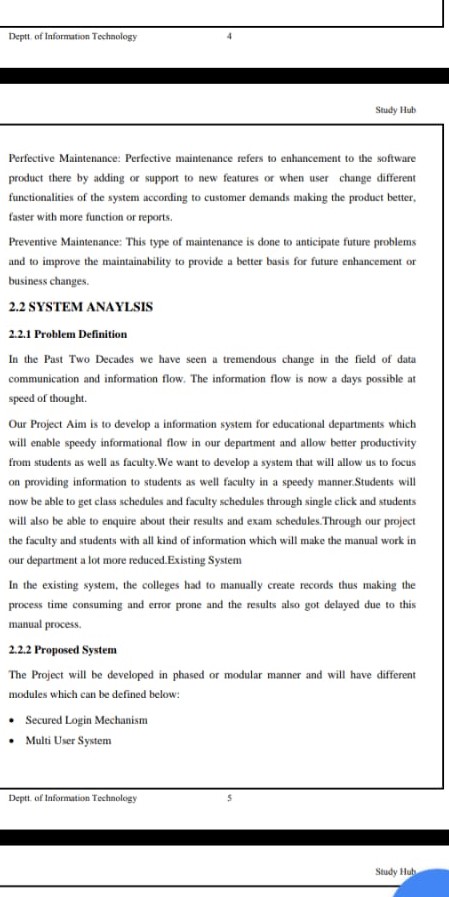 Deptt. of Information Technology 4
Study Hub
Perfective Maintenance: Perfective maintenance refers to enhancement to the software
product there by adding or support to new features or when user change different
functionalities of the system according to customer demands making the product better,
faster with more function or reports.
Preventive Maintenance: This type of maintenance is done to anticipate future problems
and to improve the maintainability to provide a better basis for future enhancement or
business changes.
2.2 SYSTEM ANAYLSIS
2.2.1 Problem Definition
In the Past Two Decades we have seen a tremendous change in the field of data
communication and information flow. The information flow is now a days possible at
speed of thought.
Our Project Aim is to develop a information system for educational departments which
will enable speedy informational flow in our department and allow better productivity
from students as well as faculty.We want to develop a system that will allow us to focus
on providing information to students as well faculty in a speedy manner.Students will
now be able to get class schedules and faculty schedules through single click and students
will also be able to enquire about their results and exam schedules.Through our project
the faculty and students with all kind of information which will make the manual work in
our department a lot more reduced.Existing System
In the existing system, the colleges had to manually create records thus making the
process time consuming and error prone and the results also got delayed due to this
manual process.
2.2.2 Proposed System
The Project will be developed in phased or modular manner and will have different
modules which can be defined below:
• Secured Login Mechanism
• Multi User System
Deptt. of Information Technology 5
Study Hub